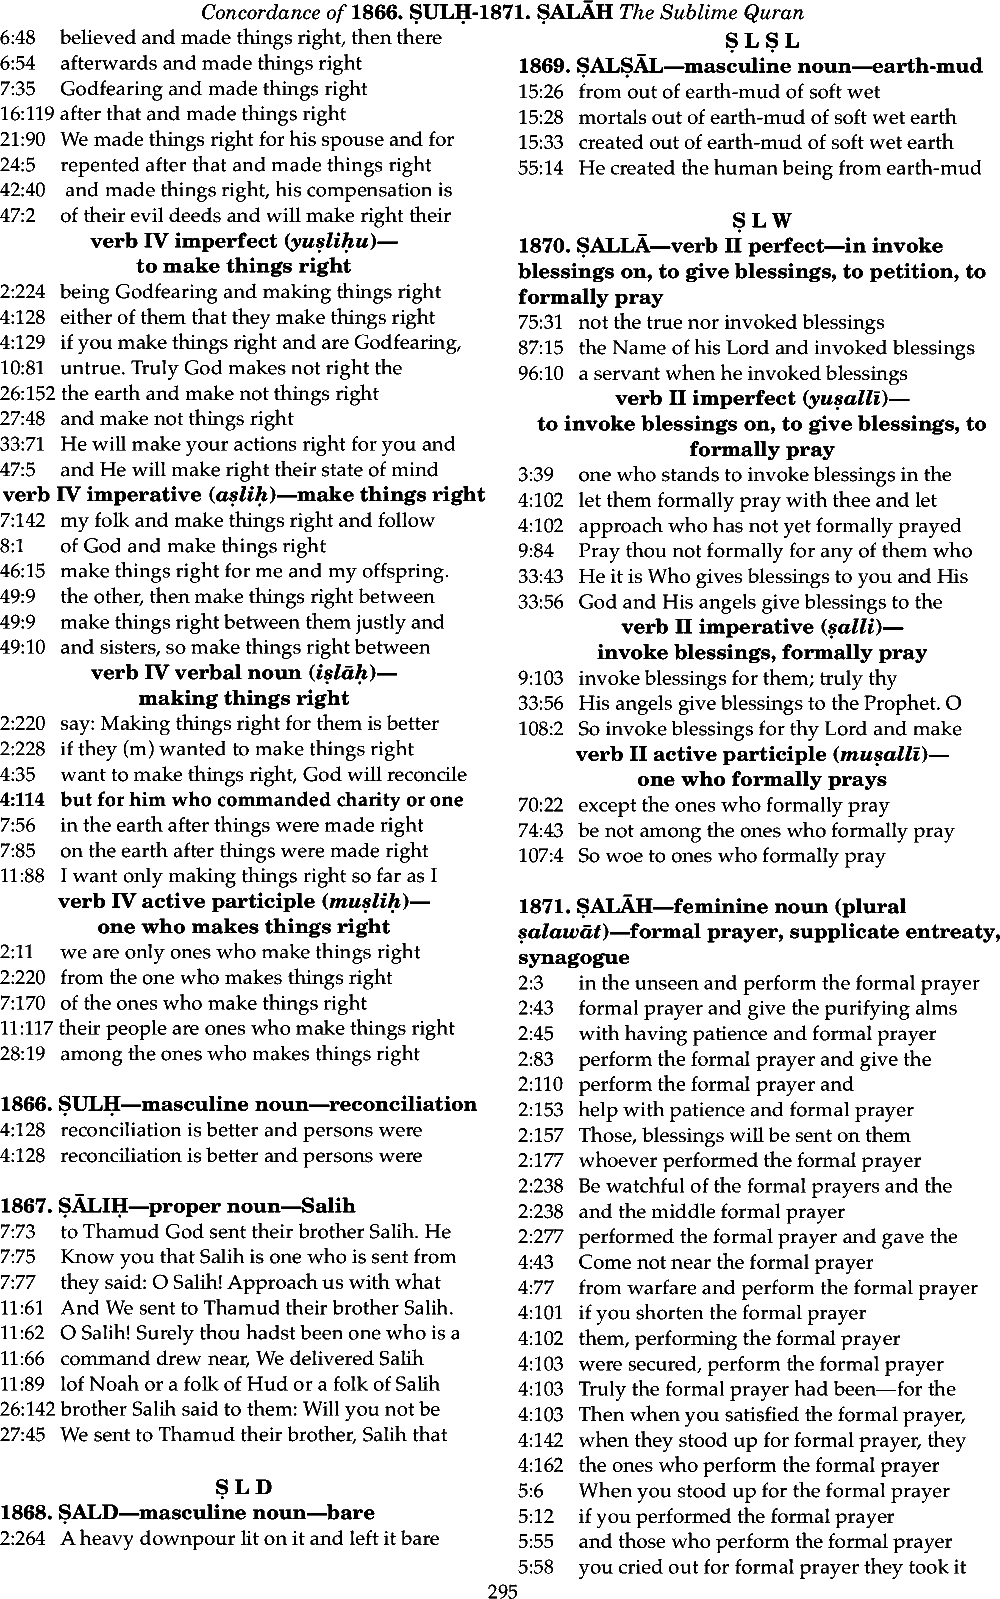 Concordance of 1866. ṢULḤ-1871. ṢALĀH The Sublime Quran
6:48 believed and made things right, then there
6:54 afterwards and made things right
7:35 Godfearing and made things right
16:119 after that and made things right
21:90 We made things right for his spouse and for
24:5 repented after that and made things right
42:40 and made things right, his compensation is
47:2 of their evil deeds and will make right their
verb IV imperfect (yuṣliḥu)—
to make things right
2:224 being Godfearing and making things right
4:128 either of them that they make things right
4:129 if you make things right and are Godfearing,
10:81 untrue. Truly God makes not right the
26:152 the earth and make not things right
27:48 and make not things right
33:71 He will make your actions right for you and
47:5 and He will make right their state of mind
verb IV imperative (aṣliḥ)—make things right
7:142 my folk and make things right and follow
8:1 of God and make things right
46:15 make things right for me and my offspring.
49:9 the other, then make things right between
49:9 make things right between them justly and
49:10 and sisters, so make things right between
verb IV verbal noun (iṣlāḥ)—
making things right
2:220 say: Making things right for them is better
2:228 if they (m) wanted to make things right
4:35 want to make things right, God will reconcile
4:114 but for him who commanded charity or one
7:56 in the earth after things were made right
7:85 on the earth after things were made right
11:88 I want only making things right so far as I
verb IV active participle (muṣliḥ)—
one who makes things right
2:11 we are only ones who make things right
2:220 from the one who makes things right
7:170 of the ones who make things right
11:117 their people are ones who make things right
28:19 among the ones who makes things right
1866. ṢULḤ—masculine noun—reconciliation
4:128 reconciliation is better and persons were
4:128 reconciliation is better and persons were
1867. ṢĀLIḤ—proper noun—Salih
7:73 to Thamud God sent their brother Salih. He
7:75 Know you that Salih is one who is sent from
7:77 they said: O Salih! Approach us with what
11:61 And We sent to Thamud their brother Salih.
11:62 O Salih! Surely thou hadst been one who is a
11:66 command drew near, We delivered Salih
11:89 lof Noah or a folk of Hud or a folk of Salih
26:142 brother Salih said to them: Will you not be
27:45 We sent to Thamud their brother, Salih that
Ṣ L D
1868. ṢALD—masculine noun—bare
2:264 A heavy downpour lit on it and left it bare
Ṣ L Ṣ L
1869. ṢALṢĀL—masculine noun—earth-mud
15:26 from out of earth-mud of soft wet
15:28 mortals out of earth-mud of soft wet earth
15:33 created out of earth-mud of soft wet earth
55:14 He created the human being from earth-mud
Ṣ L W
1870. ṢALLĀ—verb II perfect—in invoke
blessings on, to give blessings, to petition, to
formally pray
75:31 not the true nor invoked blessings
87:15 the Name of his Lord and invoked blessings
96:10 a servant when he invoked blessings
verb II imperfect (yuṣallī)—
to invoke blessings on, to give blessings, to
formally pray
3:39 one who stands to invoke blessings in the
4:102 let them formally pray with thee and let
4:102 approach who has not yet formally prayed
9:84 Pray thou not formally for any of them who
33:43 He it is Who gives blessings to you and His
33:56 God and His angels give blessings to the
verb II imperative (ṣalli)—
invoke blessings, formally pray
9:103 invoke blessings for them; truly thy
33:56 His angels give blessings to the Prophet. O
108:2 So invoke blessings for thy Lord and make
verb II active participle (muṣallī)—
one who formally prays
70:22 except the ones who formally pray
74:43 be not among the ones who formally pray
107:4 So woe to ones who formally pray
1871. ṢALĀH—feminine noun (plural
ṣalawāt)—formal prayer, supplicate entreaty,
synagogue
2:3 in the unseen and perform the formal prayer
2:43 formal prayer and give the purifying alms
2:45 with having patience and formal prayer
2:83 perform the formal prayer and give the
2:110 perform the formal prayer and
2:153 help with patience and formal prayer
2:157 Those, blessings will be sent on them
2:177 whoever performed the formal prayer
2:238 Be watchful of the formal prayers and the
2:238 and the middle formal prayer
2:277 performed the formal prayer and gave the
4:43 Come not near the formal prayer
4:77 from warfare and perform the formal prayer
4:101 if you shorten the formal prayer
4:102 them, performing the formal prayer
4:103 were secured, perform the formal prayer
4:103 Truly the formal prayer had been—for the
4:103 Then when you satisfied the formal prayer,
4:142 when they stood up for formal prayer, they
4:162 the ones who perform the formal prayer
5:6 When you stood up for the formal prayer
5:12 if you performed the formal prayer
5:55 and those who perform the formal prayer
5:58 you cried out for formal prayer they took it
295